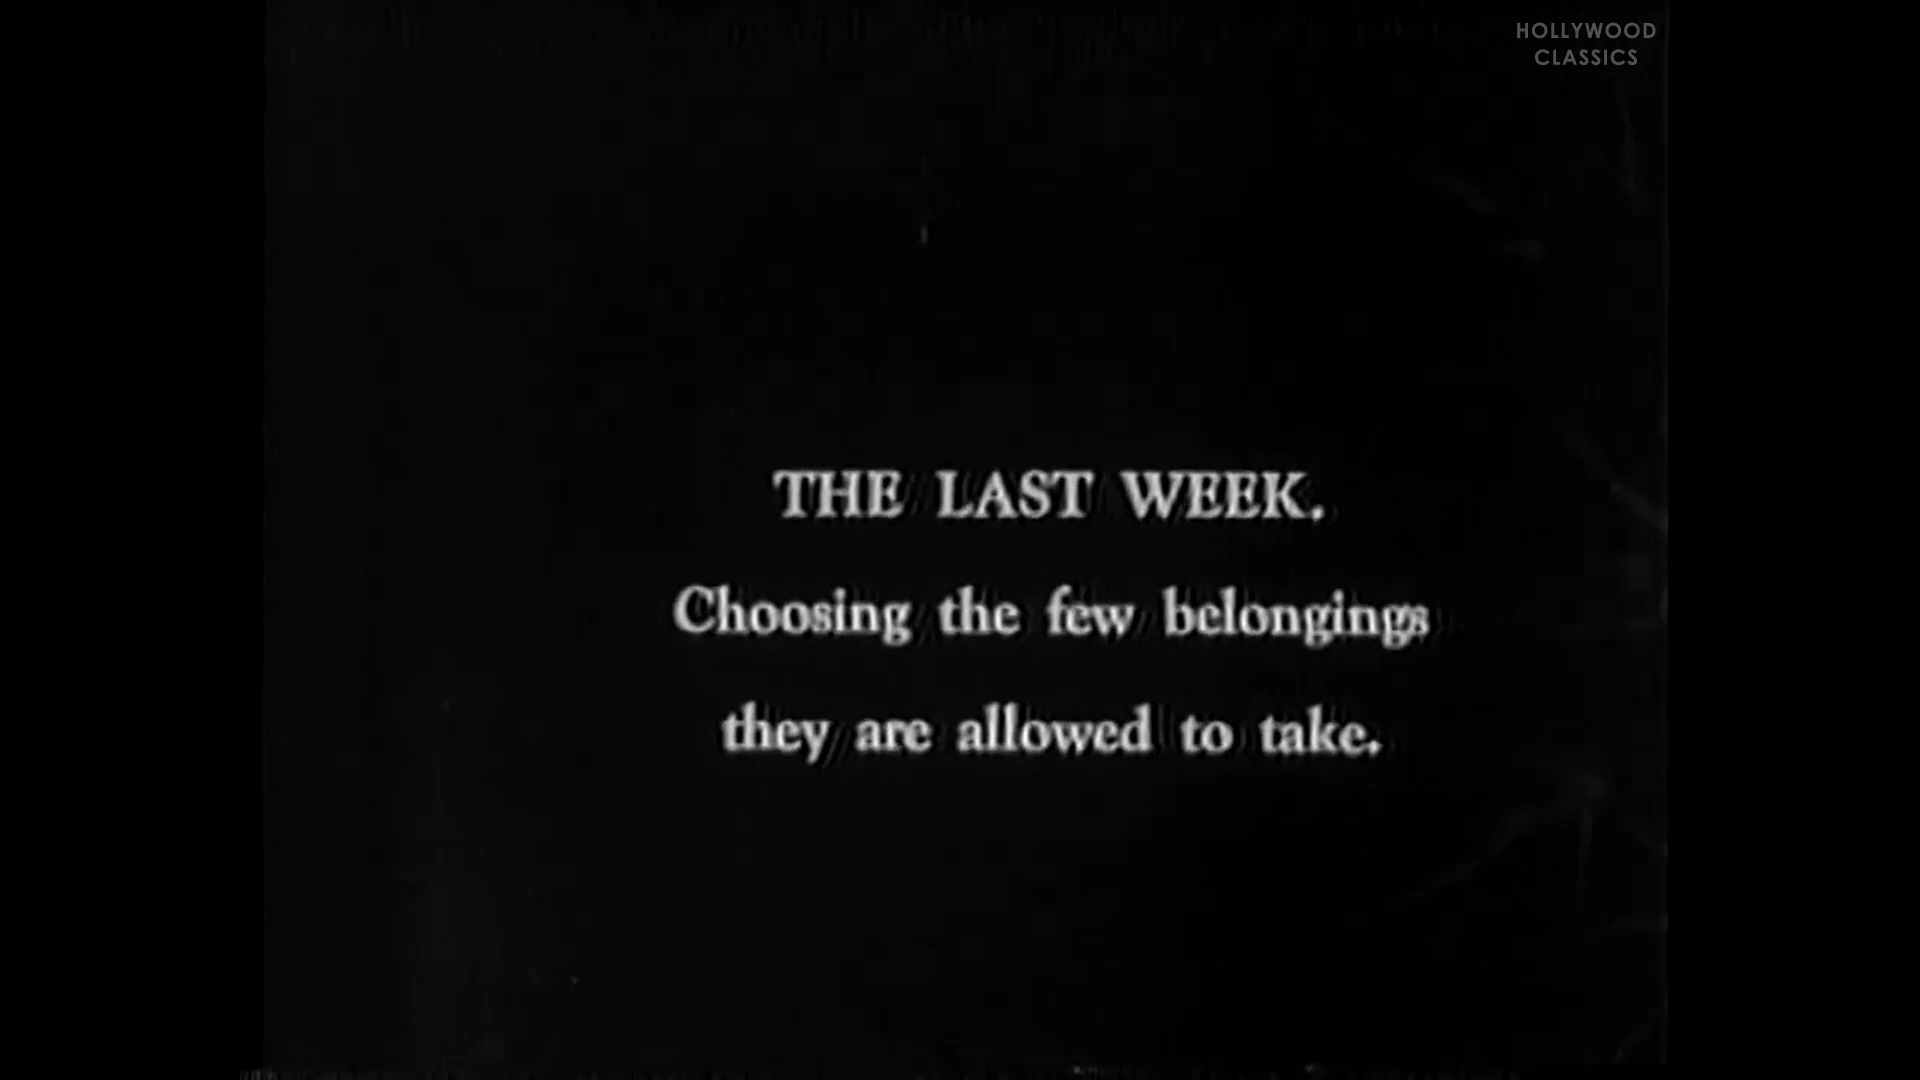 HOLLYWOOD
CLASSICS
THE LAST WEEK.
Choosing the few belongings
they are allowed to take.